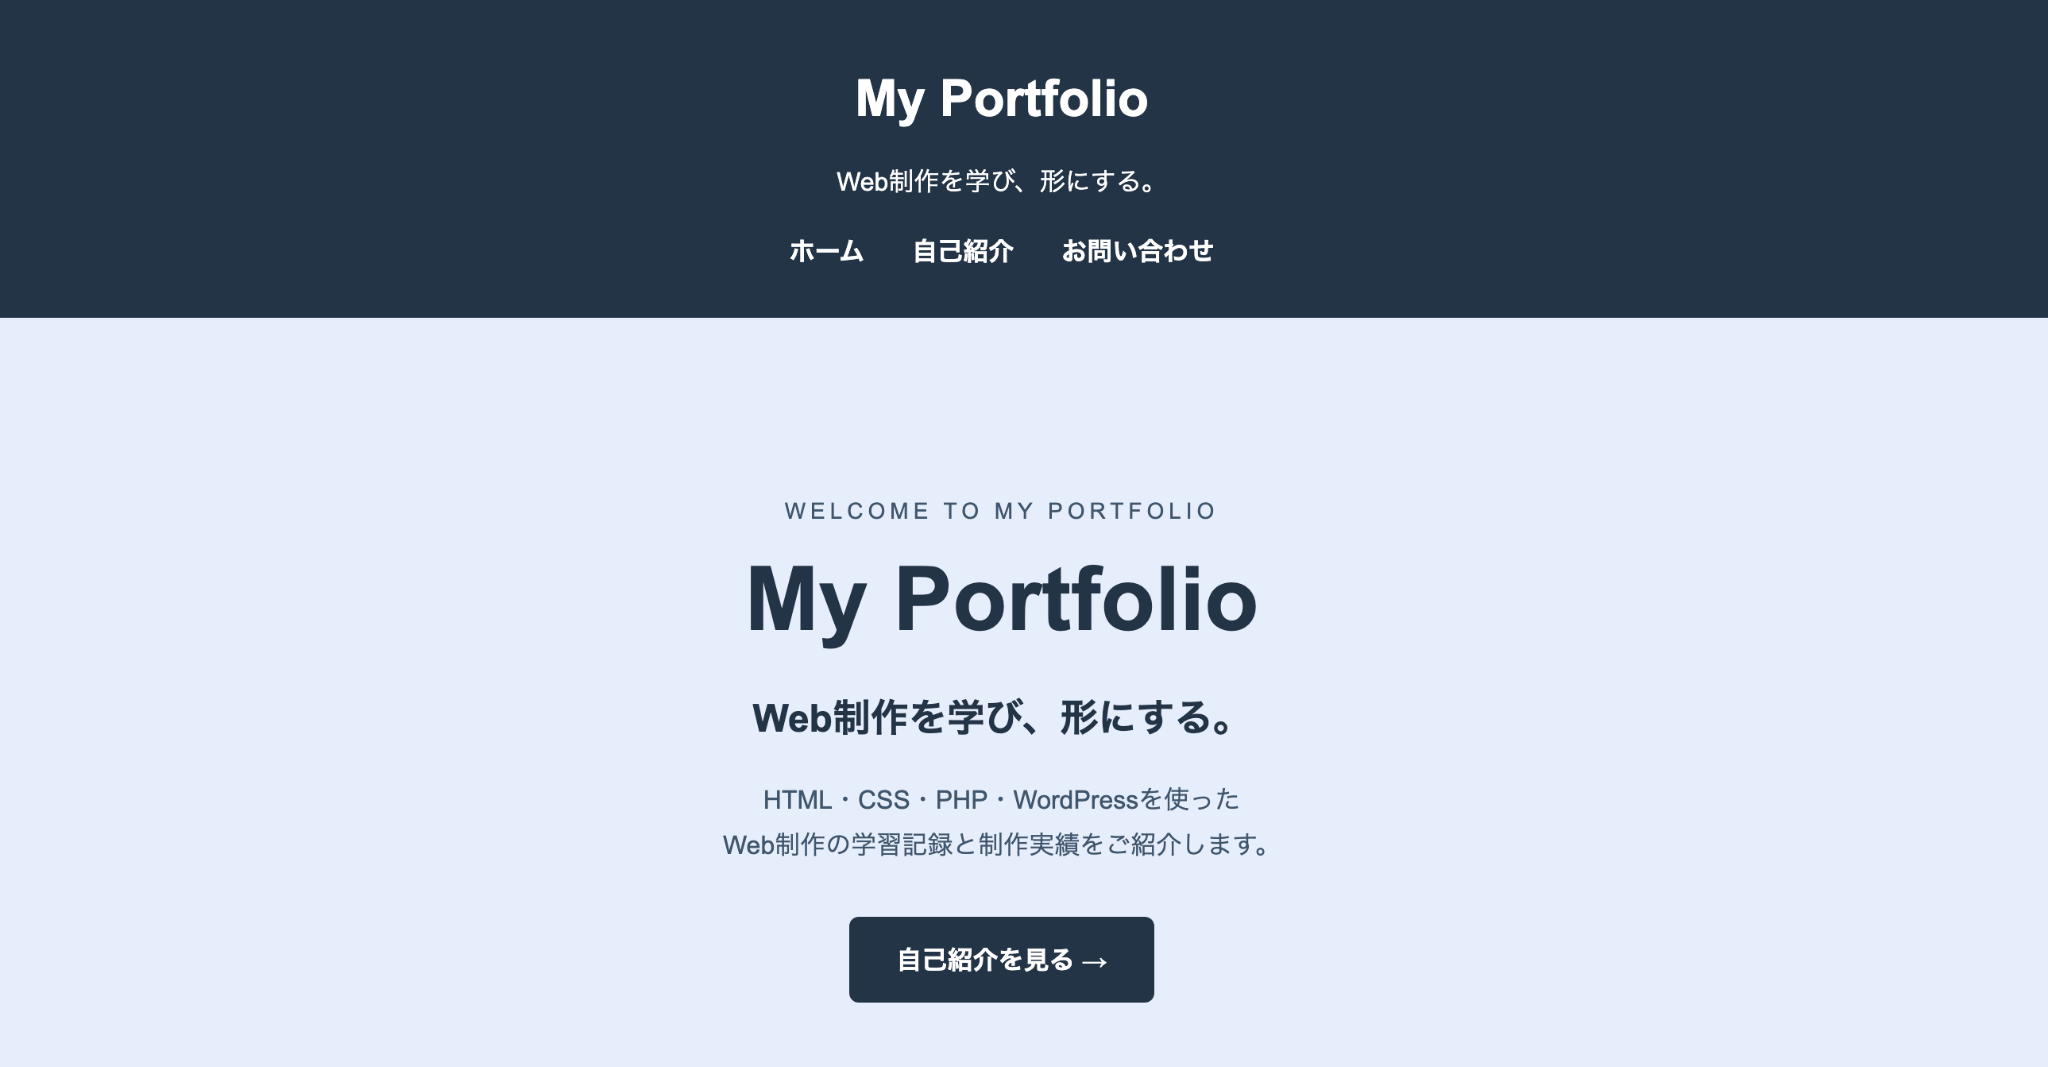 My Portfolio
Web制作を学び、形にする。
ホーム 自己紹介 お問い合わせ
WELCOME TO MY PORTFOLIO
My Portfolio
Web制作を学び、形にする。
HTML・CSS・PHP・WordPressを使った
Web制作の学習記録と制作実績をご紹介します。
自己紹介を見る →